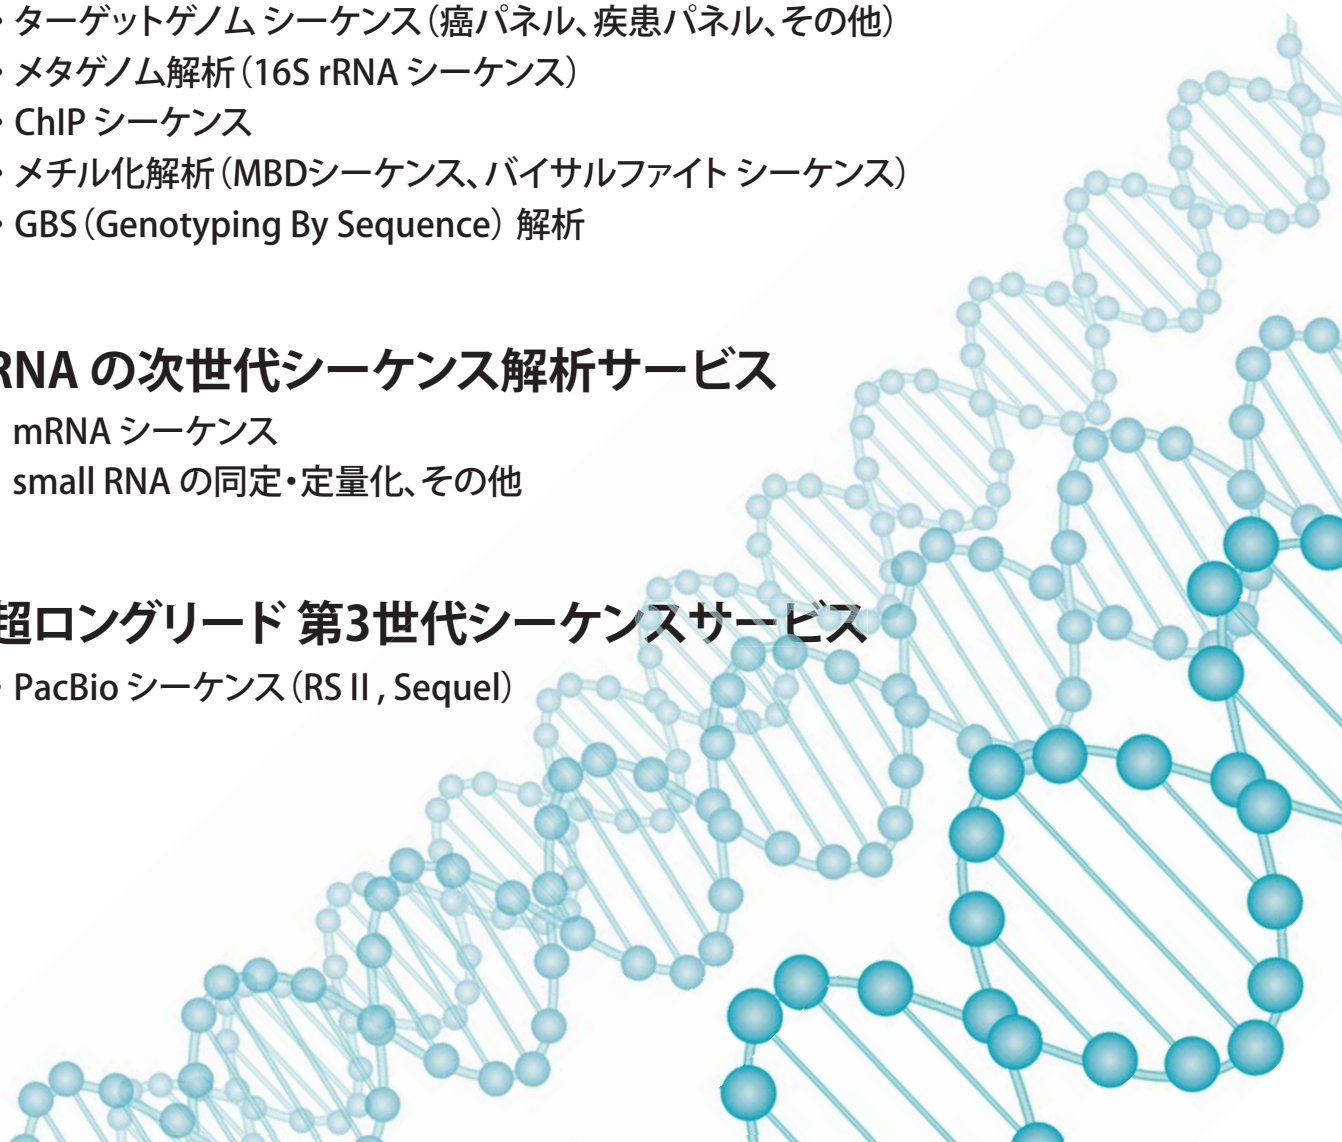 ・ターゲットゲノム シーケンス（癌パネル、疾患パネル、その他）
・メタゲノム解析（16S rRNA シーケンス）
・ChIP シーケンス
・メチル化解析（MBDシーケンス、バイサルファイト シーケンス）
・GBS（Genotyping By Sequence） 解析
RNA の次世代シーケンス解析サービス
mRNA シーケンス
small RNA の同定・定量化、その他
超ロングリード 第3世代シーケンスサービス
・PacBio シーケンス（RS II , Sequel）